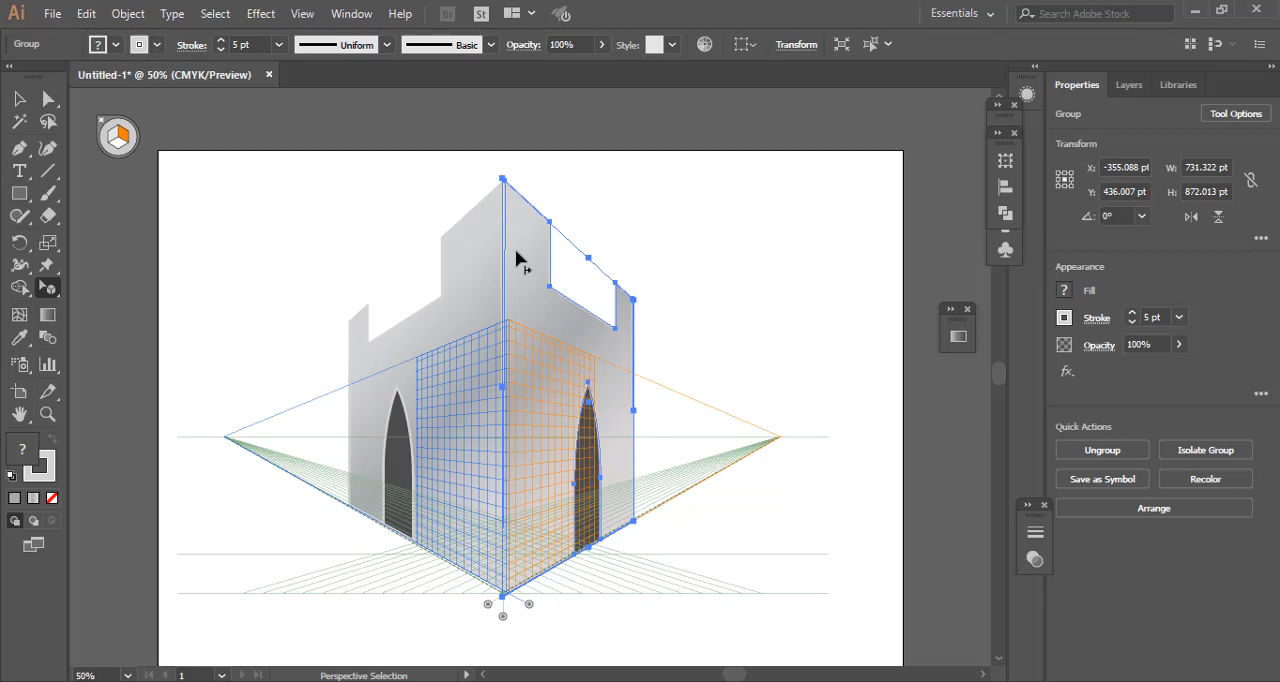 Ai File Edit Object Type Select Effect View Window Help Br St Essentials Search Adobe Stock
Group ? Stroke: 5 pt Uniform Basic Opacity: 100% Style: Transform
Untitled-1* @ 50% (CMYK/Preview) ×
Properties Layers Libraries
Group Tool Options
Transform
X: -355.088 pt W: 731.322 pt
Y: 436.007 pt H: 872.013 pt
0°
Appearance
? Fill
Stroke 5 pt
Opacity 100%
fx.
Quick Actions
Ungroup Isolate Group
Save as Symbol Recolor
Arrange
T
?
50% 1 Perspective Selection